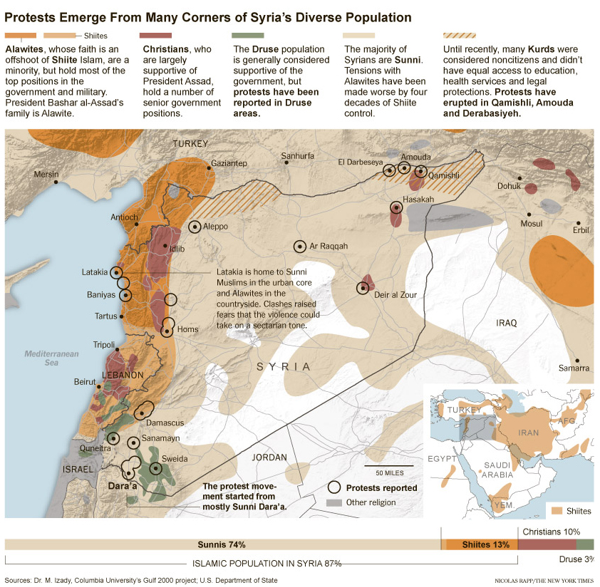 Protests Emerge From Many Corners of Syria's Diverse Population
Shiites
Alawites, whose faith is an
offshoot of Shiite Islam, are a
minority, but hold most of the
top positions in the
government and military.
President Bashar al-Assad's
family is Alawite.
Christians, who
are largely
supportive of
President Assad,
hold a number of
senior government
positions.
The Druse population
is generally considered
supportive of the
government, but
protests have been
reported in Druse
areas.
The majority of
Syrians are Sunni.
Tensions with
Alawites have been
made worse by four
decades of Shiite
control.
Until recently, many Kurds were
considered noncitizens and didn't
have equal access to education,
health services and legal
protections. Protests have
erupted in Qamishli, Amouda
and Derabasiyeh.
TURKEY
Mersin
Gaziantep
Sanhurfa
El Darbeseya
Amouda
Qamishli
Dohuk
Antioch
Aleppo
Hasakah
Mosul
Erbil
Idlib
Ar Raqqah
Latakia
Latakia is home to Sunni
Muslims in the urban core
and Alawites in the
countryside. Clashes raised
fears that the violence could
take on a sectarian tone.
Baniyas
Deir al Zour
Tartus
Homs
IRAQ
Tripoli
Mediterranean
Sea
SYRIA
Samarra
LEBANON
Beirut
Damascus
Quneitra
Sanamayn
Sweida
ISRAEL
JORDAN
Dara'a
The protest move-
ment started from
mostly Sunni Dara'a.
50 MILES
Protests reported
Other religion
TURKEY
IRAN
AFG.
EGYPT
SAUDI
ARABIA
YEM.
Shiites
Christians 10%
Sunnis 74%
Shiites 13%
ISLAMIC POPULATION IN SYRIA 87%
Druse 3%
Sources: Dr. M. Izady, Columbia University's Gulf 2000 project; U.S. Department of State
NICOLAS RAPP/THE NEW YORK TIMES